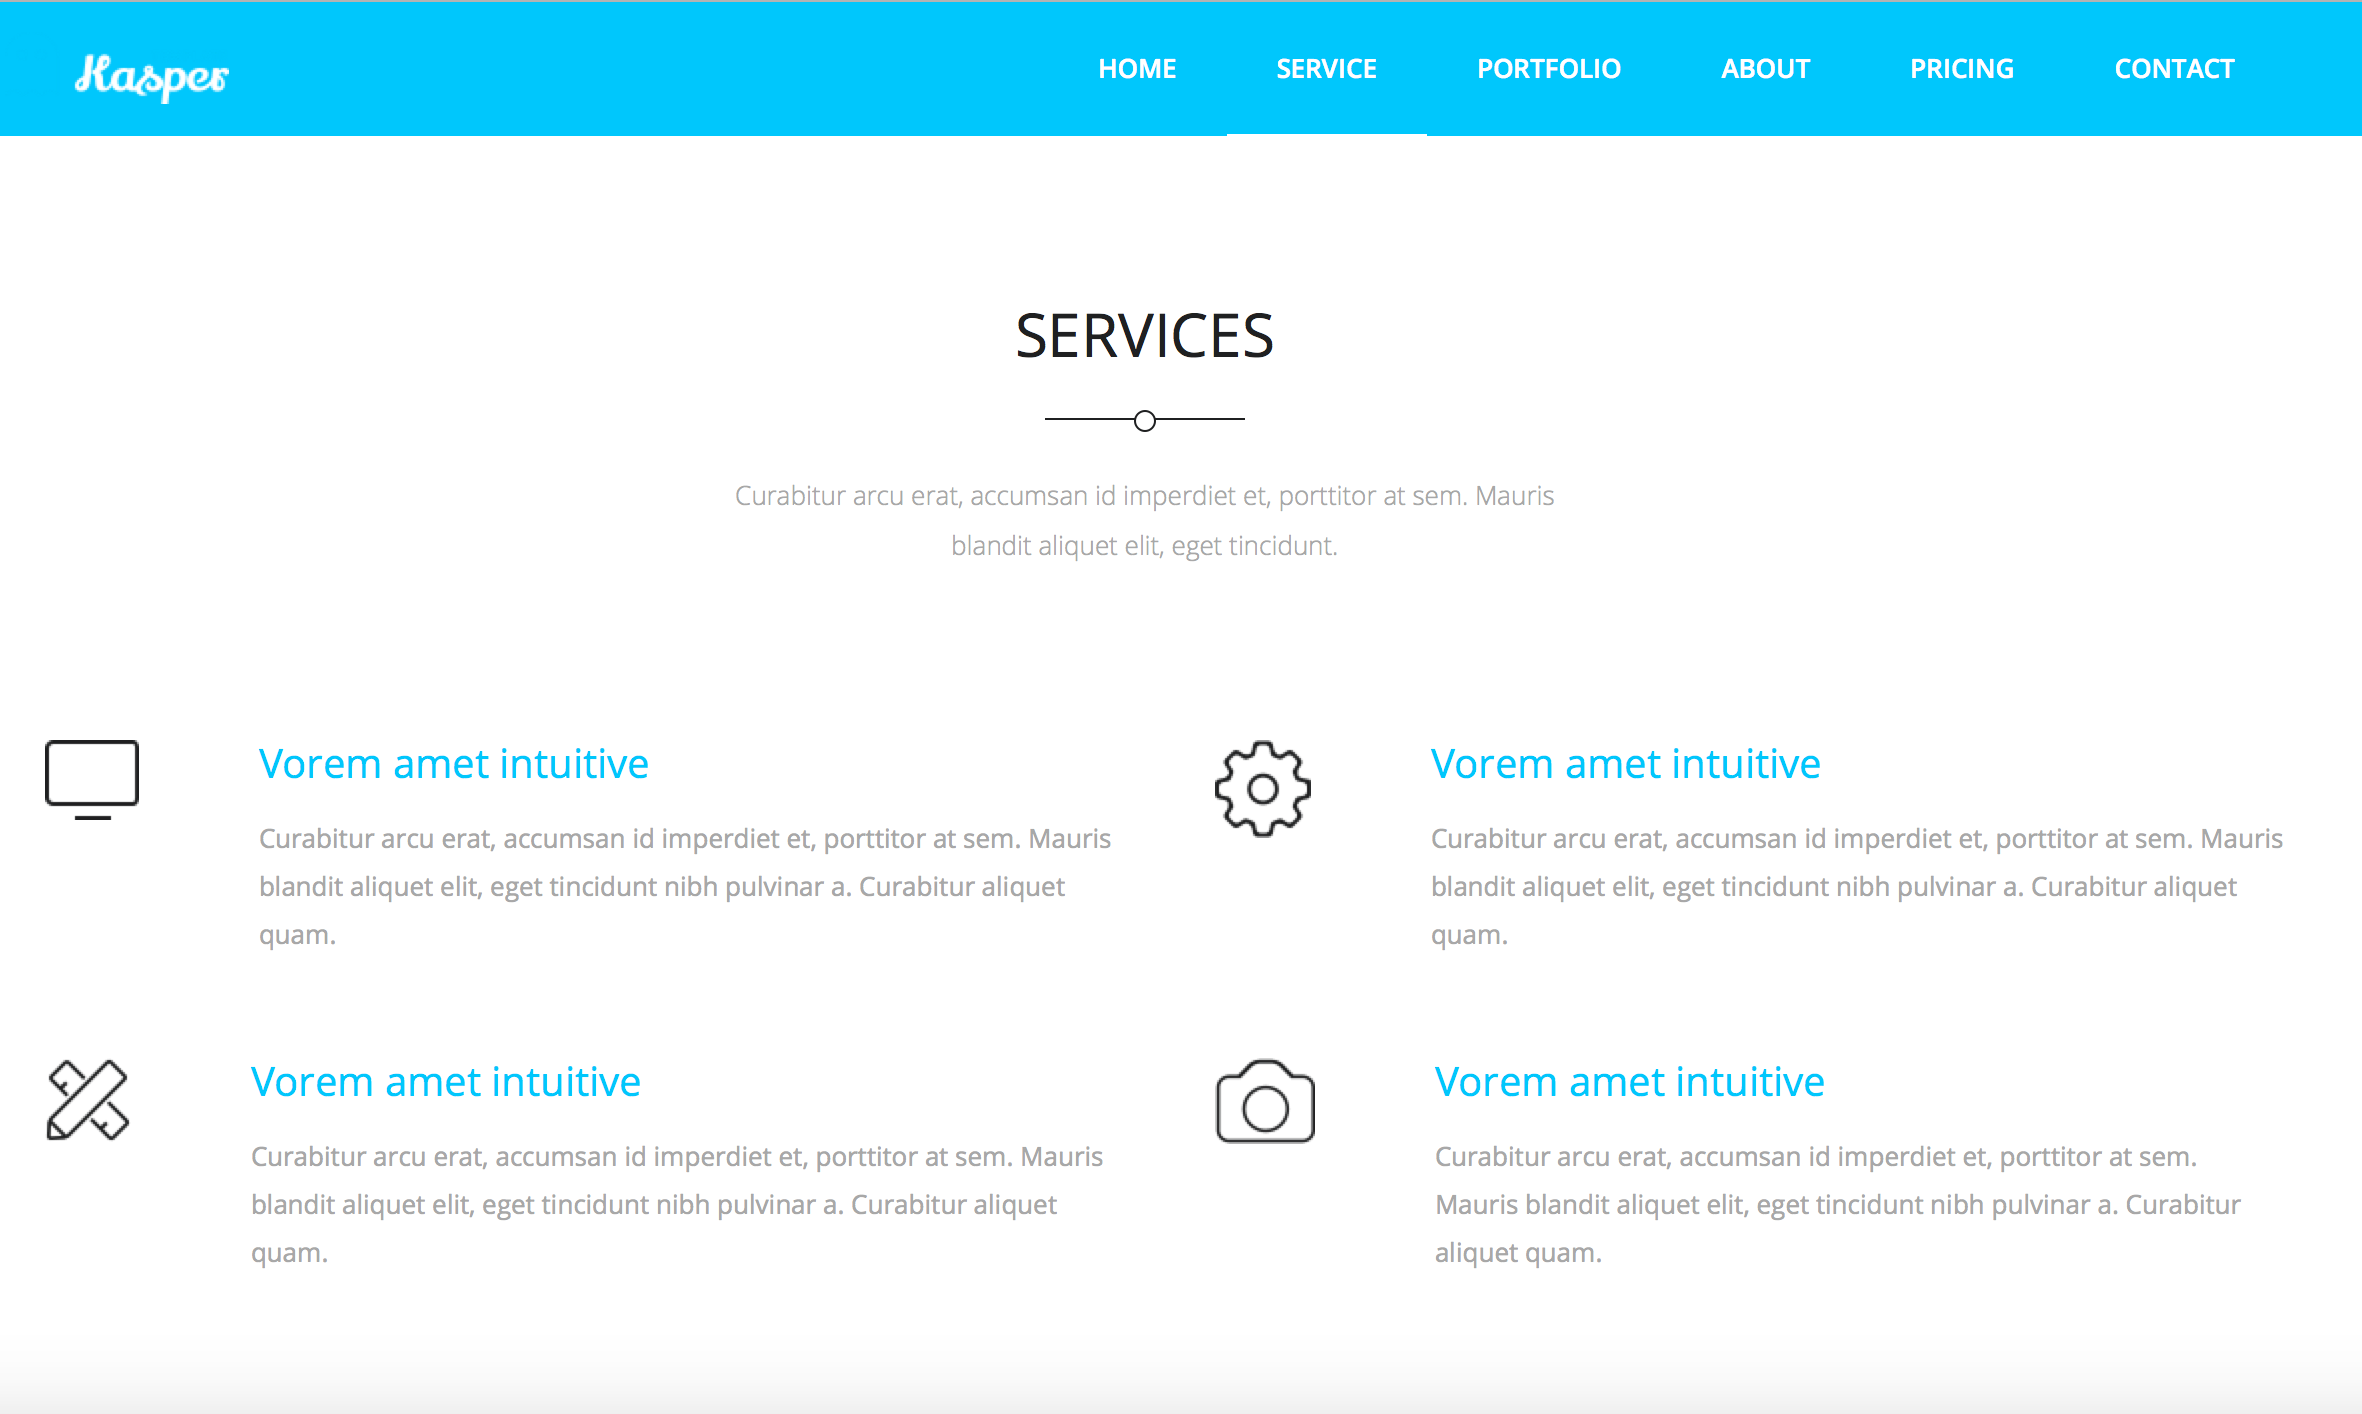 Kasper
HOME SERVICE PORTFOLIO ABOUT PRICING CONTACT
SERVICES
Curabitur arcu erat, accumsan id imperdiet et, porttitor at sem. Mauris
blandit aliquet elit, eget tincidunt.
Vorem amet intuitive
Curabitur arcu erat, accumsan id imperdiet et, porttitor at sem. Mauris
blandit aliquet elit, eget tincidunt nibh pulvinar a. Curabitur aliquet
quam.
Vorem amet intuitive
Curabitur arcu erat, accumsan id imperdiet et, porttitor at sem. Mauris
blandit aliquet elit, eget tincidunt nibh pulvinar a. Curabitur aliquet
quam.
Vorem amet intuitive
Curabitur arcu erat, accumsan id imperdiet et, porttitor at sem. Mauris
blandit aliquet elit, eget tincidunt nibh pulvinar a. Curabitur aliquet
quam.
Vorem amet intuitive
Curabitur arcu erat, accumsan id imperdiet et, porttitor at sem.
Mauris blandit aliquet elit, eget tincidunt nibh pulvinar a. Curabitur
aliquet quam.